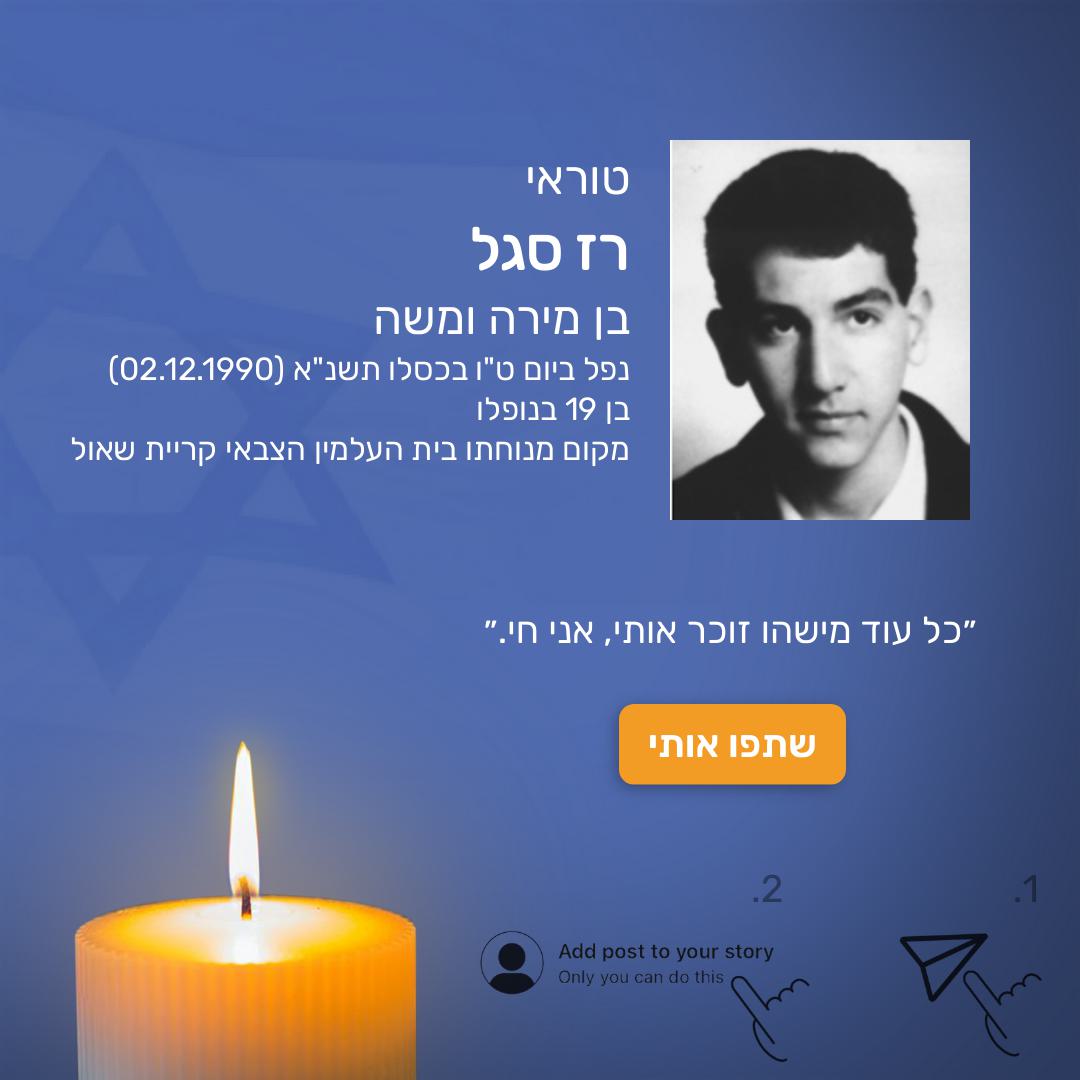 טוראי
רז סגל
בן מירה ומשה
נפל ביום ט"ו בכסלו תשנ"א (02.12.1990)
בן 19 בנופלו
מקום מנוחתו בית העלמין הצבאי קריית שאול
״כל עוד מישהו זוכר אותי, אני חי.״
שתפו אותי
1.
2.
Add post to your story
Only you can do this